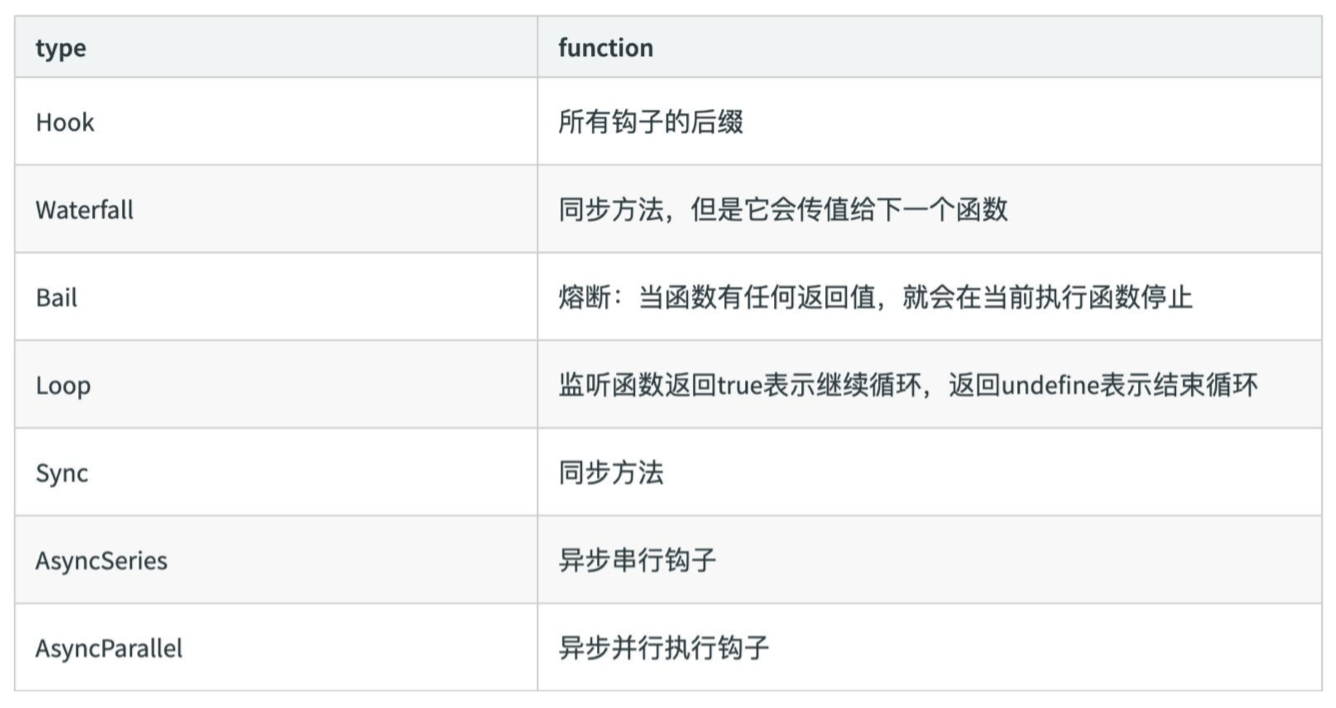 type function
Hook 所有钩子的后缀
Waterfall 同步方法，但是它会传值给下一个函数
Bail 熔断：当函数有任何返回值，就会在当前执行函数停止
Loop 监听函数返回true表示继续循环，返回undefine表示结束循环
Sync 同步方法
AsyncSeries 异步串行钩子
AsyncParallel 异步并行执行钩子